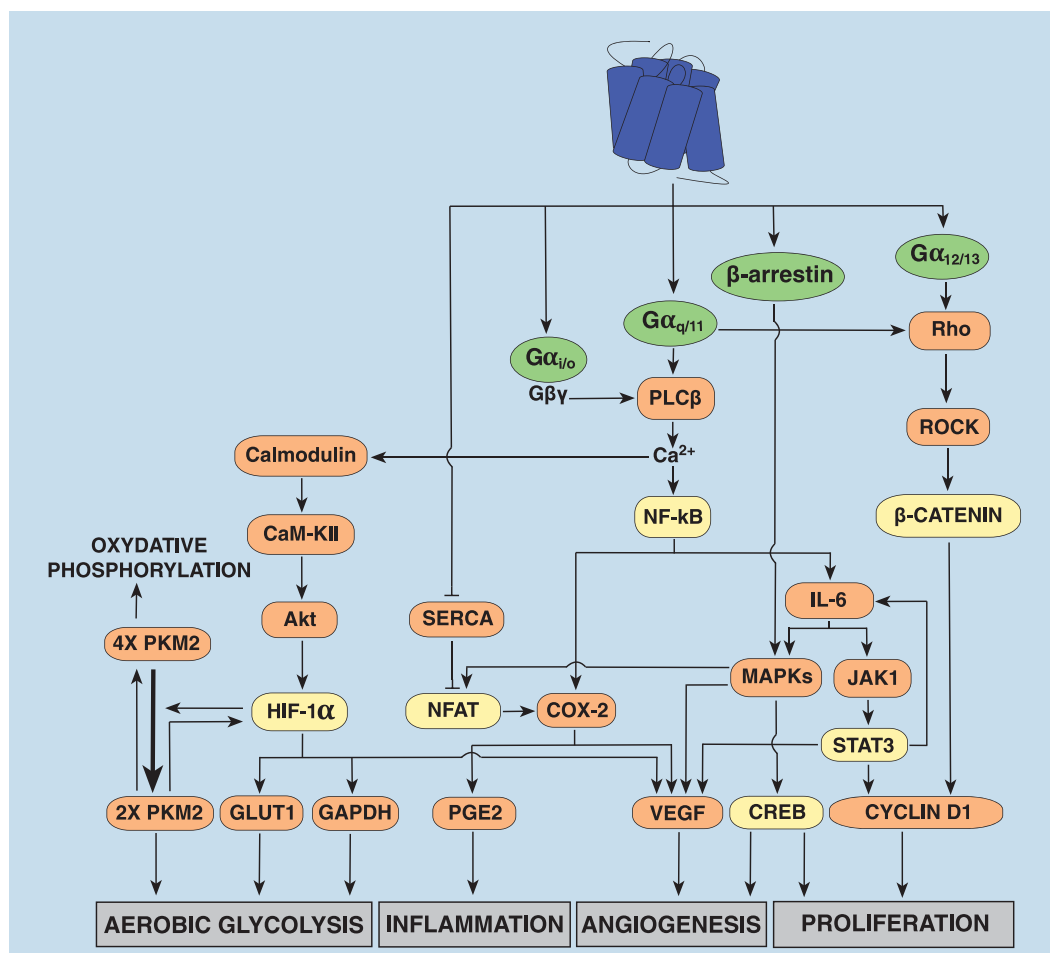 Gα12/13
β-arrestin
Gαq/11
Rho
Gαi/o
Gβγ
PLCβ
ROCK
Calmodulin
Ca2+
NF-kB
β-CATENIN
CaM-KII
OXYDATIVE
PHOSPHORYLATION
IL-6
Akt
SERCA
4X PKM2
MAPKs
JAK1
HIF-1α
NFAT
COX-2
STAT3
2X PKM2
GLUT1
GAPDH
PGE2
VEGF
CREB
CYCLIN D1
AEROBIC GLYCOLYSIS
INFLAMMATION
ANGIOGENESIS
PROLIFERATION